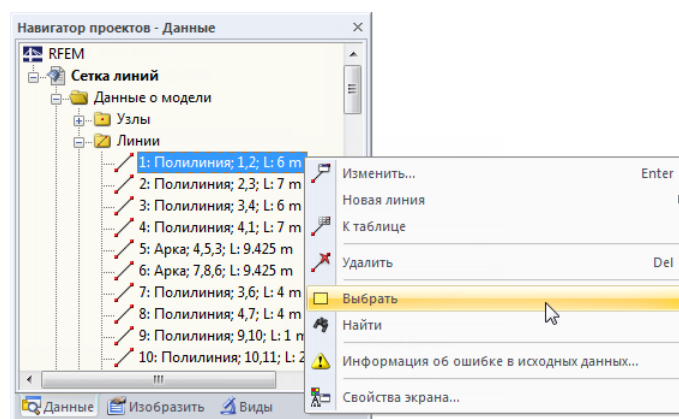 Навигатор проектов - Данные
RFEM
Сетка линий
Данные о модели
Узлы
Линии
1: Полилиния; 1,2; L: 6 m
2: Полилиния; 2,3; L: 7 m
3: Полилиния; 3,4; L: 6 m
4: Полилиния; 4,1; L: 7 m
5: Арка; 4,5,3; L: 9.425 m
6: Арка; 7,8,6; L: 9.425 m
7: Полилиния; 3,6; L: 4 m
8: Полилиния; 4,7; L: 4 m
9: Полилиния; 9,10; L: 1 m
10: Полилиния; 10,11; L: 2
Данные Изобразить Виды
Изменить... Enter
Новая линия
К таблице
Удалить Del
Выбрать
Найти
Информация об ошибке в исходных данных...
Свойства экрана...